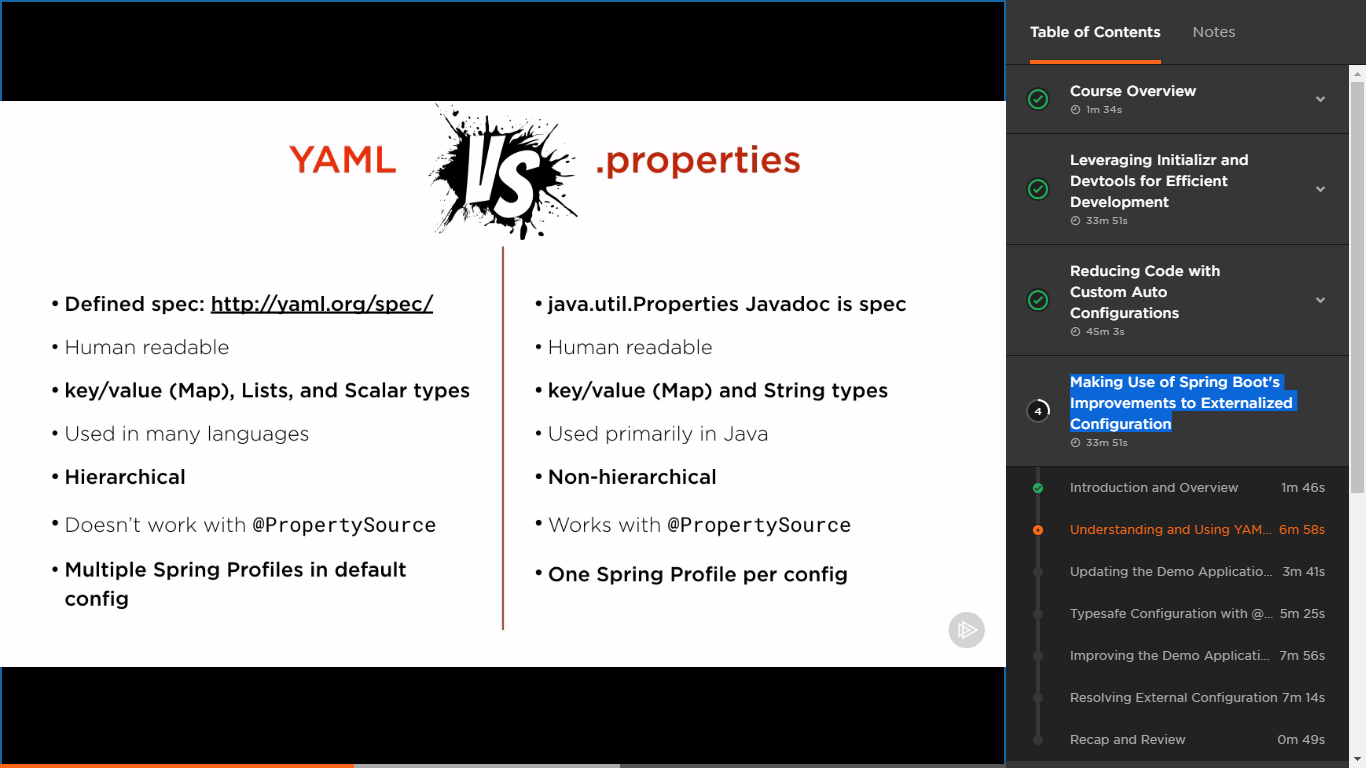 YAML
VS
.properties
• Defined spec: http://yaml.org/spec/
• Human readable
• key/value (Map), Lists, and Scalar types
• Used in many languages
• Hierarchical
• Doesn't work with @PropertySource
• Multiple Spring Profiles in default
config
• java.util.Properties Javadoc is spec
• Human readable
• key/value (Map) and String types
• Used primarily in Java
• Non-hierarchical
• Works with @PropertySource
• One Spring Profile per config
Table of Contents
Notes
Course Overview
1m 34s
Leveraging Initializr and
Devtools for Efficient
Development
33m 51s
Reducing Code with
Custom Auto
Configurations
45m 3s
4
Making Use of Spring Boot's
Improvements to Externalized
Configuration
33m 51s
Introduction and Overview 1m 46s
Understanding and Using YAM... 6m 58s
Updating the Demo Applicatio... 3m 41s
Typesafe Configuration with @... 5m 25s
Improving the Demo Applicati... 7m 56s
Resolving External Configuration 7m 14s
Recap and Review 0m 49s